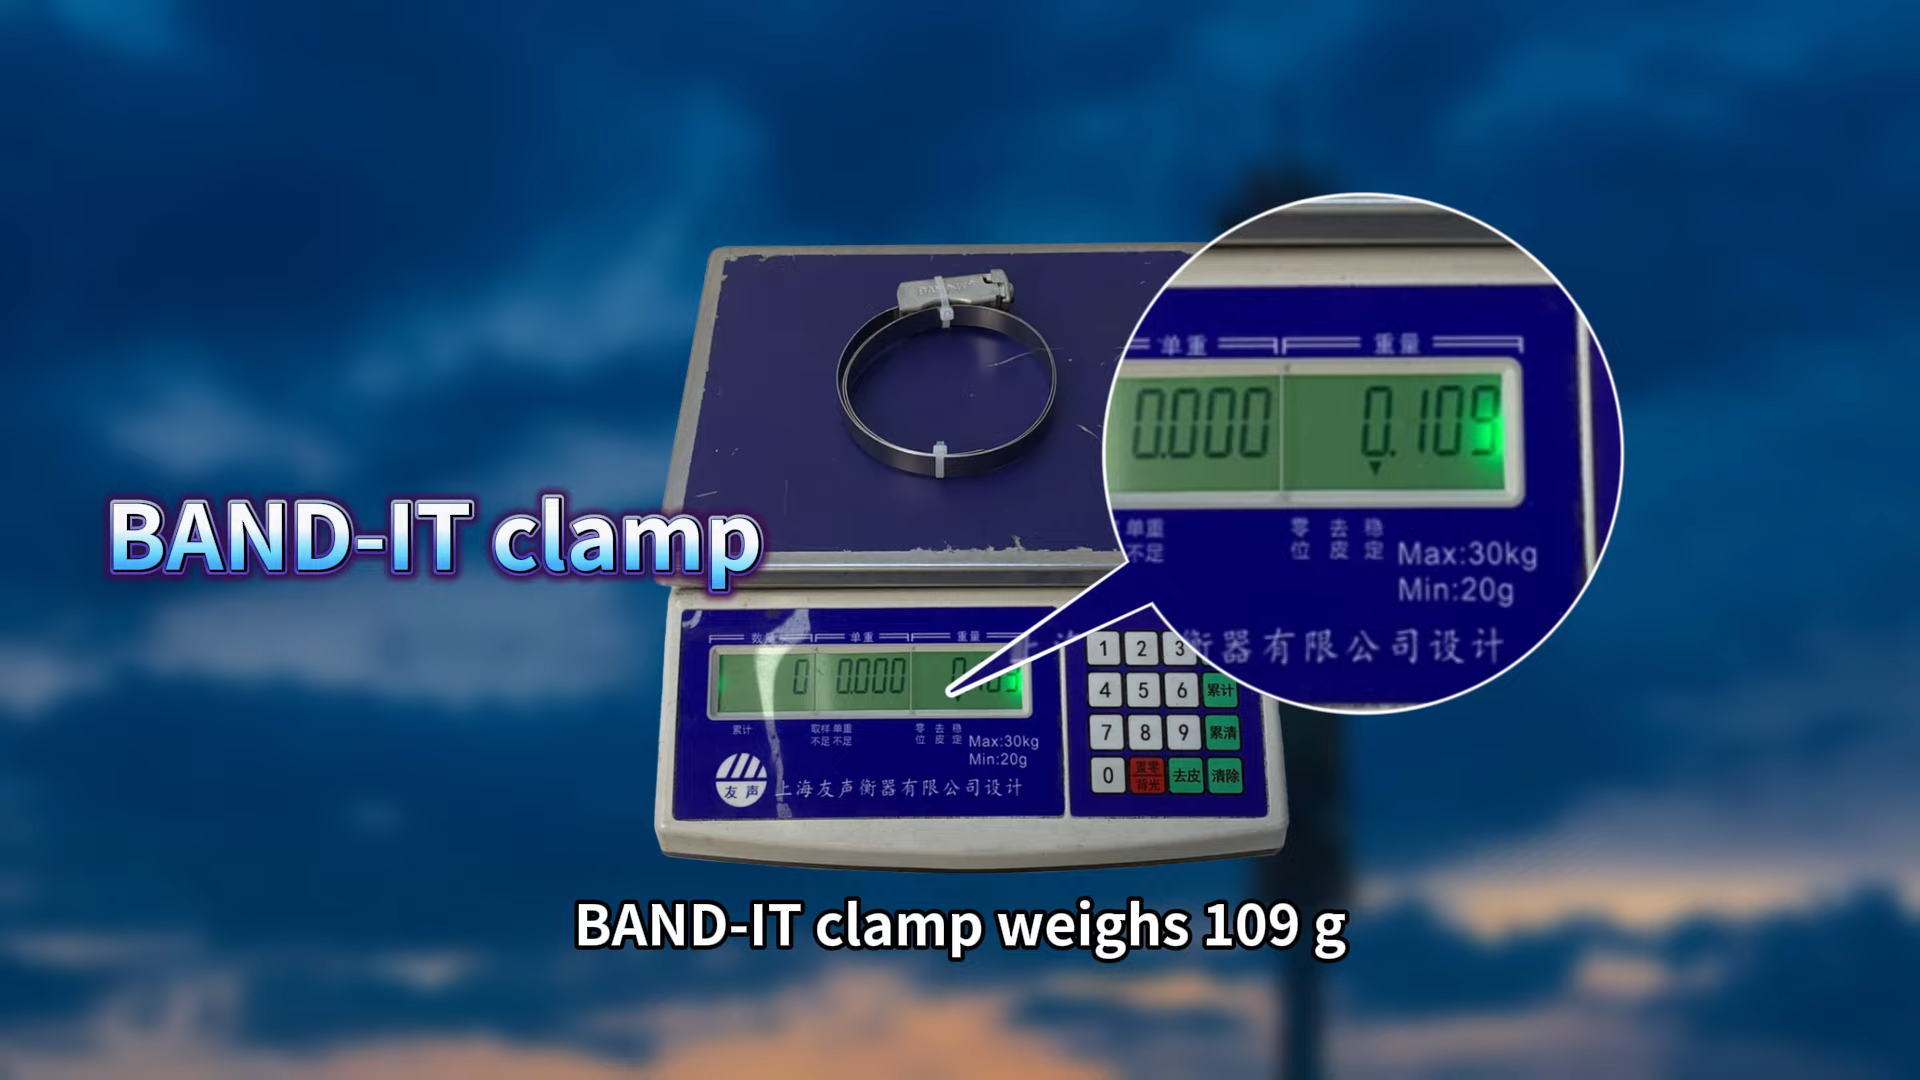 BAND-IT clamp
单重 重量
0.000 0.109
单重
不足
零 去 稳
位 皮 定
Max:30kg
Min:20g
衡器有限公司设计
单重 重量
0 0.000
累计
取样 单重
不足 不足
零 去 稳
位 皮 定
Max:30kg
Min:20g
友声
上海友声衡器有限公司设计
1 2 3
4 5 6 累计
7 8 9 累清
0 置零 背光 去皮 清除
BAND-IT clamp weighs 109 g